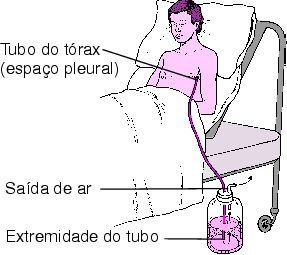 Tubo do tórax
(espaço pleural)
Saída de ar
Extremidade do tubo